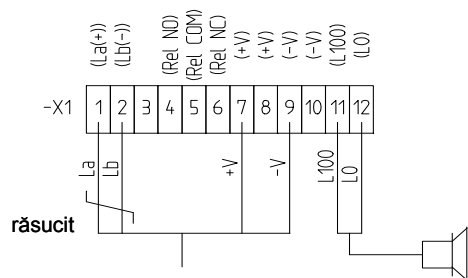 (La(+)
(Lb(-)
(Rel NO)
(Rel COM)
(Rel NC)
(+V)
(+V)
(-V)
(-V)
(L100)
(L0)
-X1
1 2 3 4 5 6 7 8 9 10 11 12
La
Lb
+V
-V
L100
L0
răsucit